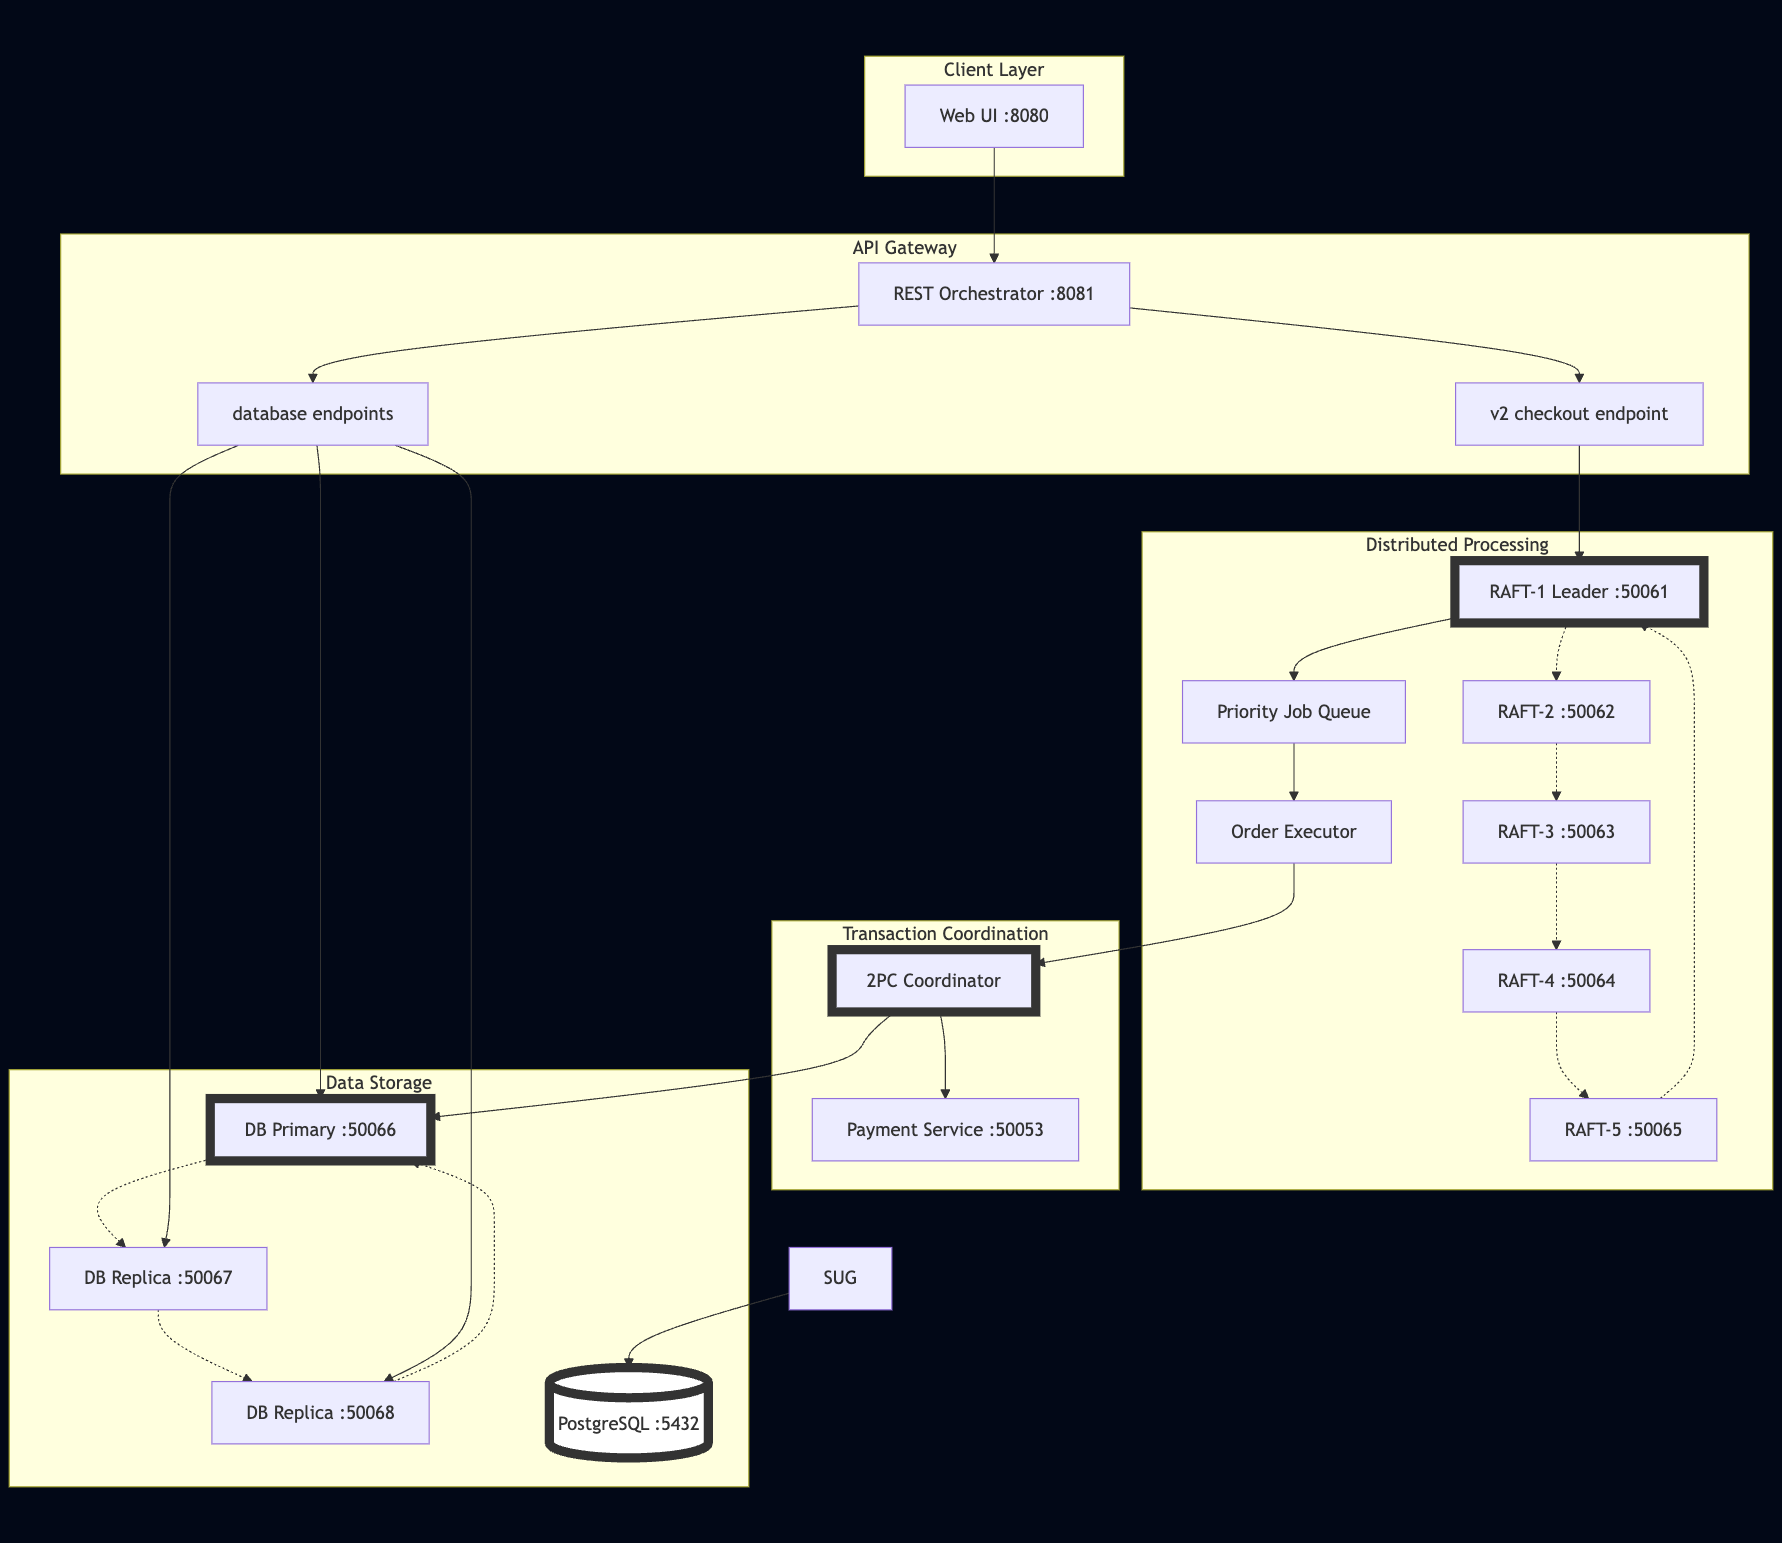 Client Layer
Web UI :8080
API Gateway
REST Orchestrator :8081
database endpoints
v2 checkout endpoint
Distributed Processing
RAFT-1 Leader :50061
Priority Job Queue
RAFT-2 :50062
Order Executor
RAFT-3 :50063
Transaction Coordination
2PC Coordinator
RAFT-4 :50064
Data Storage
DB Primary :50066
Payment Service :50053
RAFT-5 :50065
DB Replica :50067
SUG
DB Replica :50068
PostgreSQL :5432